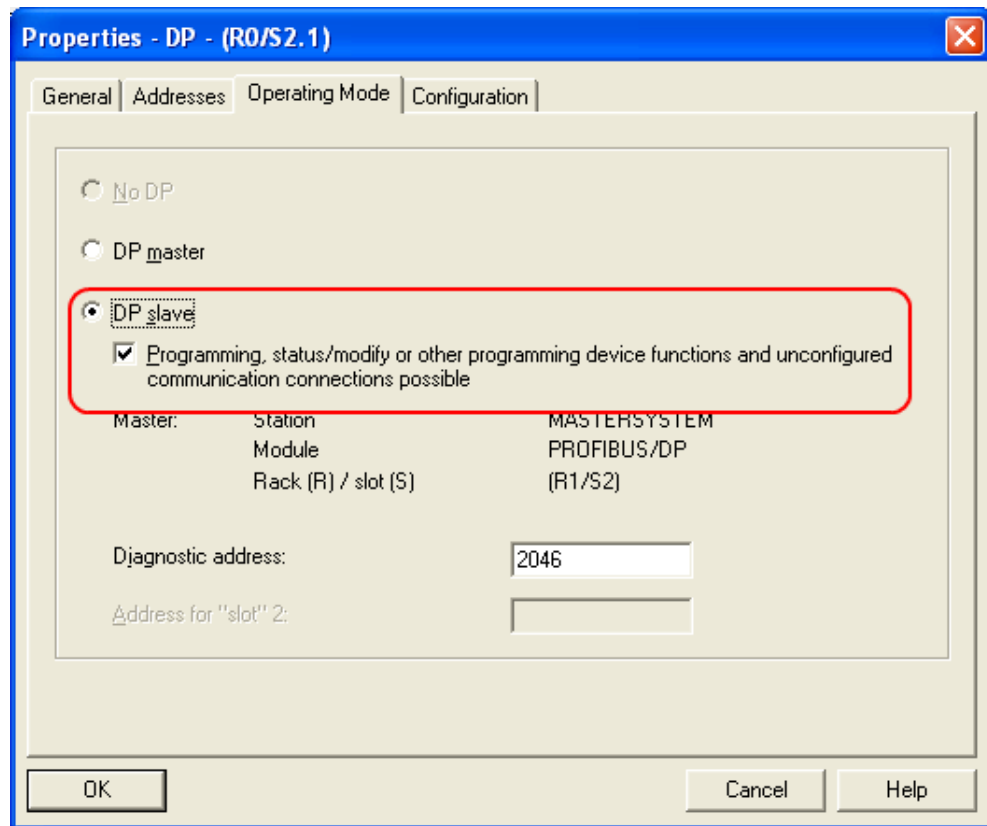 Properties - DP - (R0/S2.1)
General Addresses Operating Mode Configuration
No DP
DP master
DP slave
Programming, status/modify or other programming device functions and unconfigured
communication connections possible
Master: Station MASTERSYSTEM
Module PROFIBUS/DP
Rack (R) / slot (S) (R1/S2)
Diagnostic address: 2046
Address for "slot" 2:
OK Cancel Help